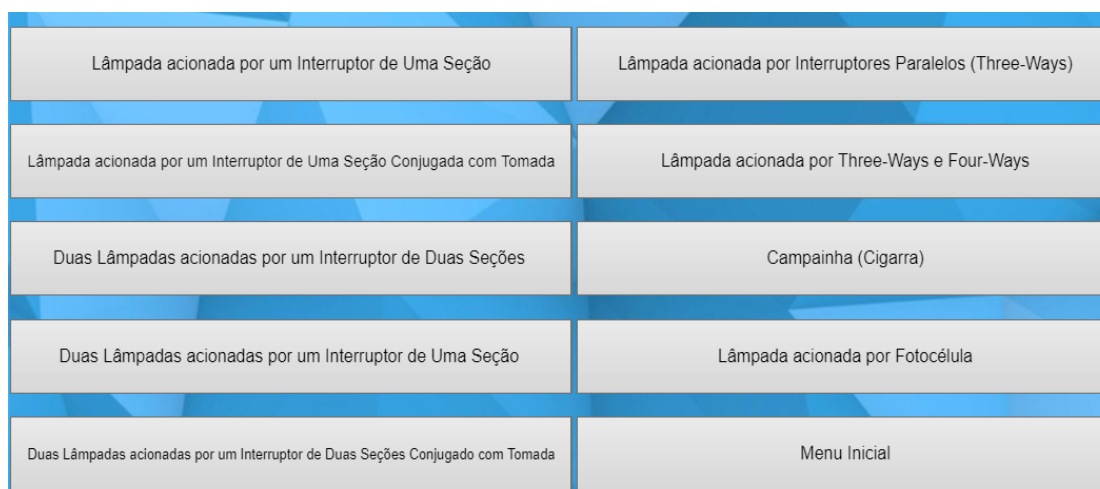 Lâmpada acionada por um Interruptor de Uma Seção
Lâmpada acionada por Interruptores Paralelos (Three-Ways)
Lâmpada acionada por um Interruptor de Uma Seção Conjugada com Tomada
Lâmpada acionada por Three-Ways e Four-Ways
Duas Lâmpadas acionadas por um Interruptor de Duas Seções
Campainha (Cigarra)
Duas Lâmpadas acionadas por um Interruptor de Uma Seção
Lâmpada acionada por Fotocélula
Duas Lâmpadas acionadas por um Interruptor de Duas Seções Conjugado com Tomada
Menu Inicial